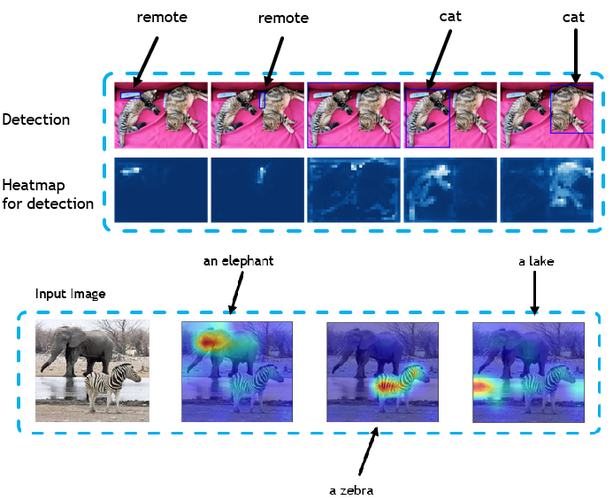 remote
remote
cat
cat
Detection
Heatmap
for detection
an elephant
a lake
Input Image
a zebra